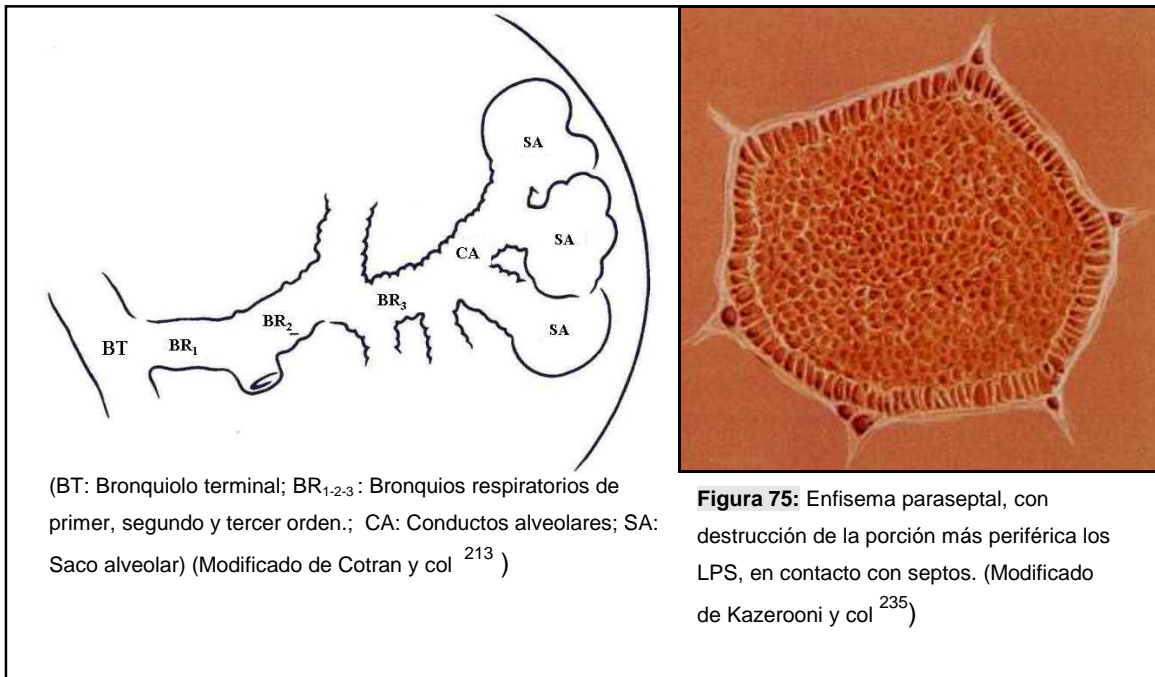 SA
SA
CA
BR3
BR2
SA
BT
BR1
(BT: Bronquiolo terminal; BR1-2-3 : Bronquios respiratorios de
primer, segundo y tercer orden.; CA: Conductos alveolares; SA:
Saco alveolar) (Modificado de Cotran y col 213 )
Figura 75: Enfisema paraseptal, con
destrucción de la porción más periférica los
LPS, en contacto con septos. (Modificado
de Kazerooni y col 235)